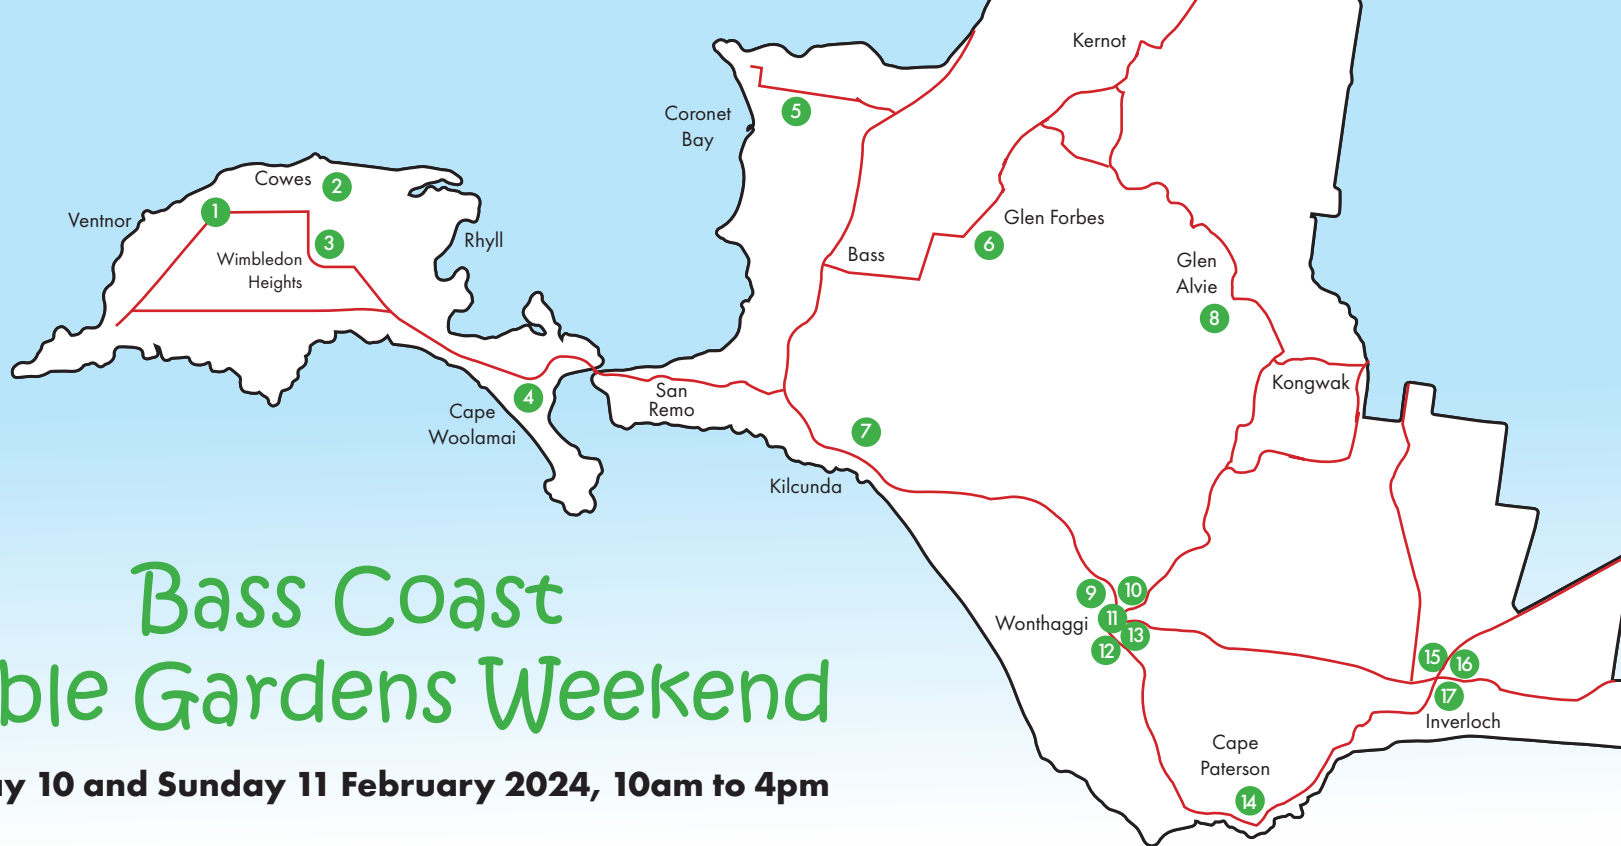 Kernot
Coronet
Bay
5
Cowes
2
1
Ventnor
3
Wimbledon
Heights
Rhyll
Glen Forbes
6
Bass
Glen
Alvie
8
4
Cape
Woolamai
San
Remo
Kongwak
7
Kilcunda
Bass Coast
ble Gardens Weekend
ay 10 and Sunday 11 February 2024, 10am to 4pm
9
10
11
Wonthaggi
13
12
15
16
17
Inverloch
Cape
Paterson
14